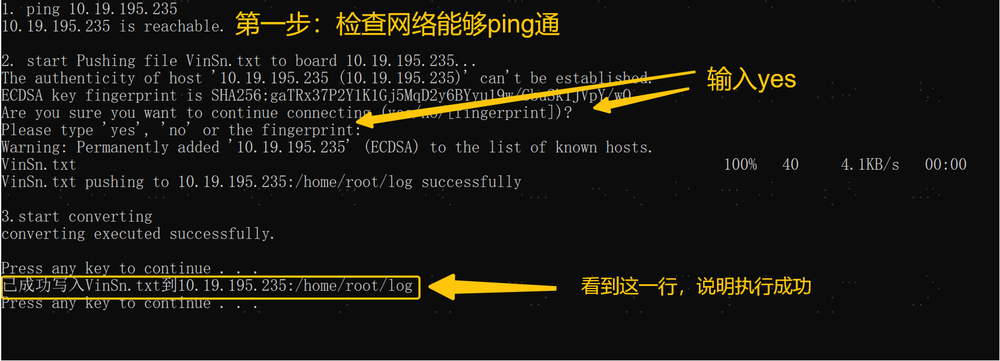 1. ping 10.19.195.235
10.19.195.235 is reachable.
第一步：检查网络能够ping通
2. start Pushing file VinSn.txt to board 10.19.195.235...
The authenticity of host '10.19.195.235 (10.19.195.235)' can't be established.
输入yes
ECDSA key fingerprint is
Are you sure you want to continue connecting (yes/no/[fingerprint])?
Please type 'yes', 'no' or the fingerprint:
Warning: Permanently added '10.19.195.235' (ECDSA) to the list of known hosts.
VinSn.txt 100% 40 4.1KB/s 00:00
VinSn.txt pushing to 10.19.195.235:/home/root/log successfully
3.start converting
converting executed successfully.
Press any key to continue . . .
已成功写入VinSn.txt到10.19.195.235:/home/root/log
看到这一行，说明执行成功
Press any key to continue . . .